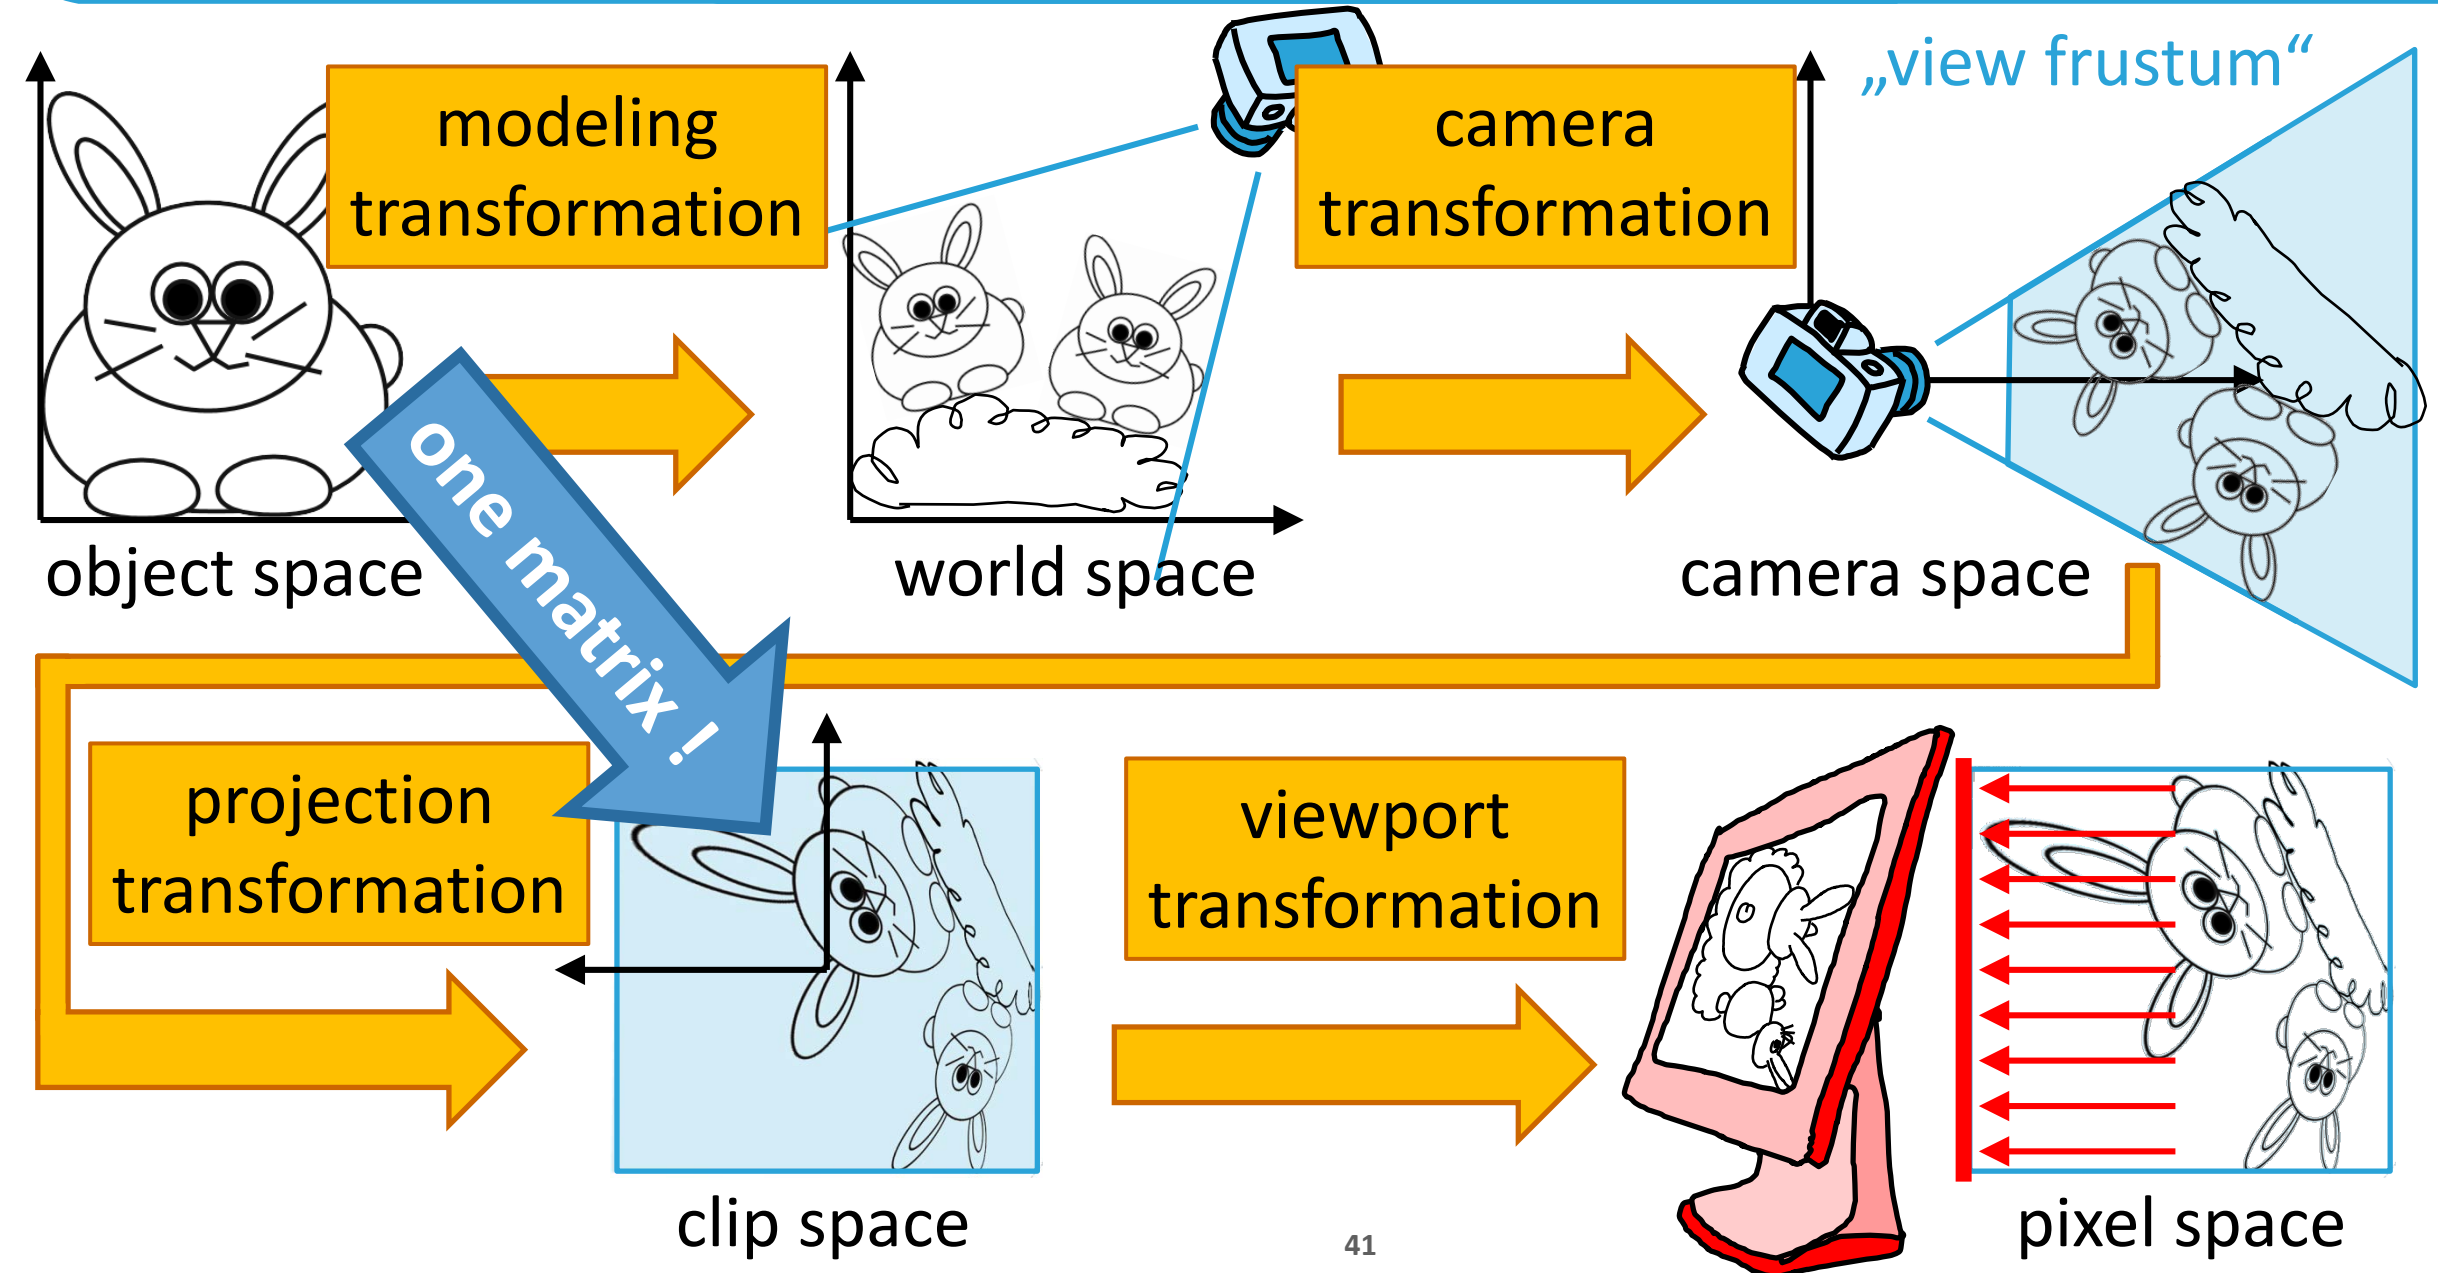 „view frustum“
modeling
transformation
camera
transformation
object space
world space
camera space
one matrix !
projection
transformation
viewport
transformation
clip space
pixel space
41